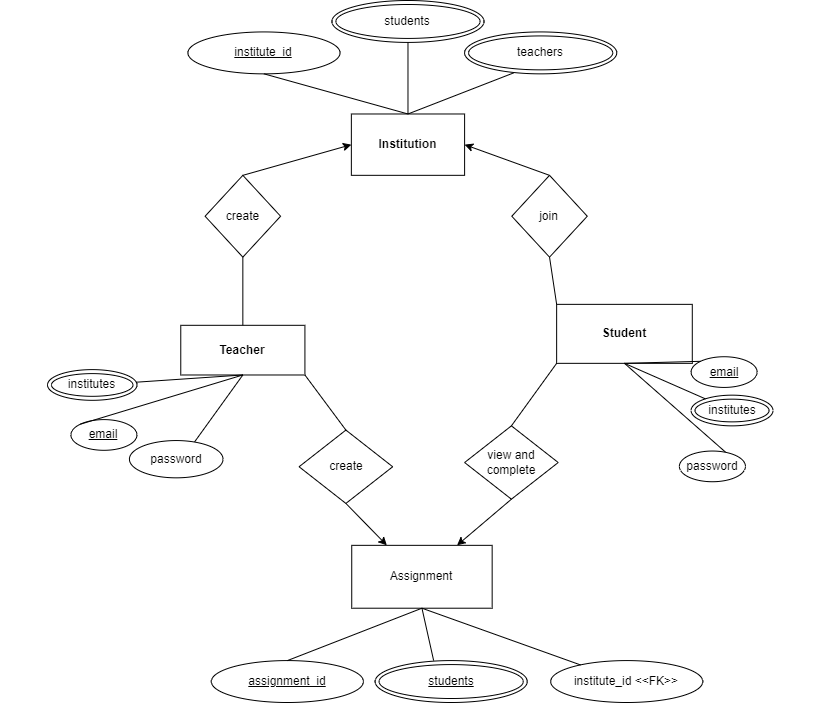 students
institute_id
teachers
Institution
create
join
Teacher
Student
institutes
email
email
institutes
password
password
create
view and
complete
Assignment
assignment_id
students
institute_id <<FK>>